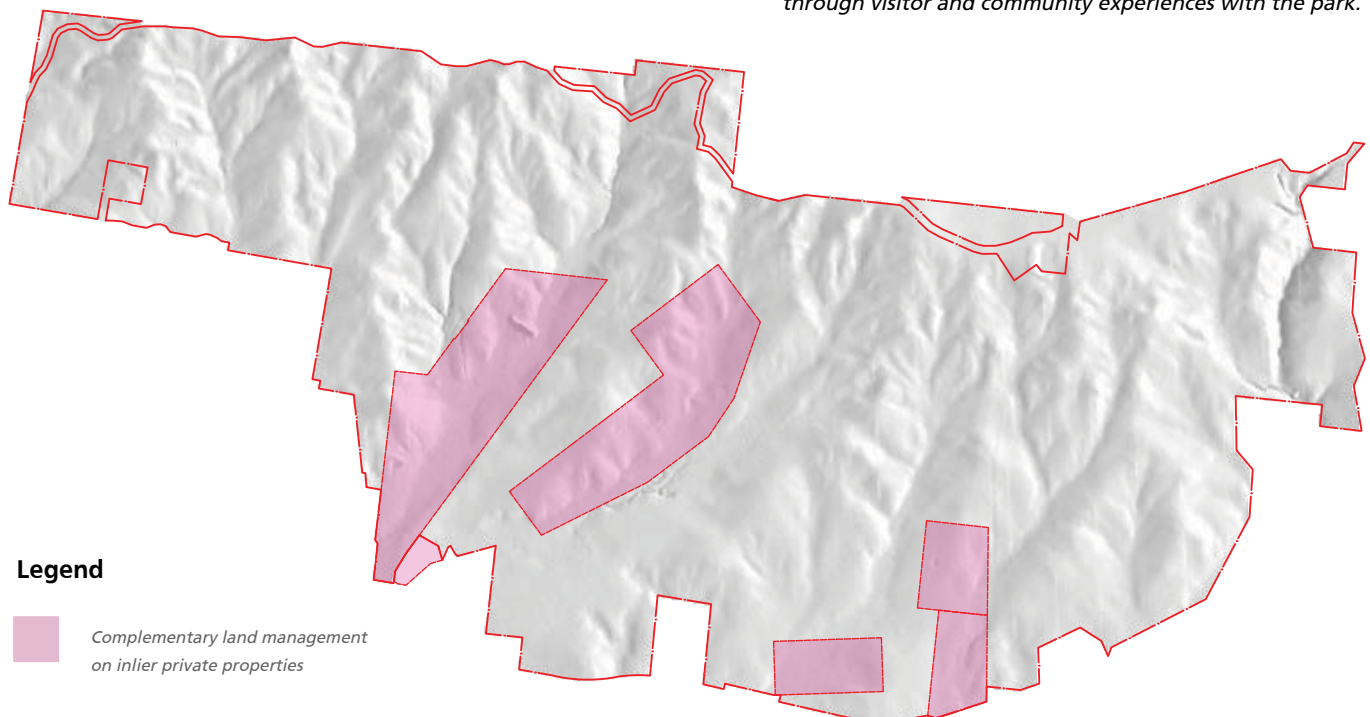 through visitor and community experiences with the park.
Legend
Complementary land management
on inlier private properties